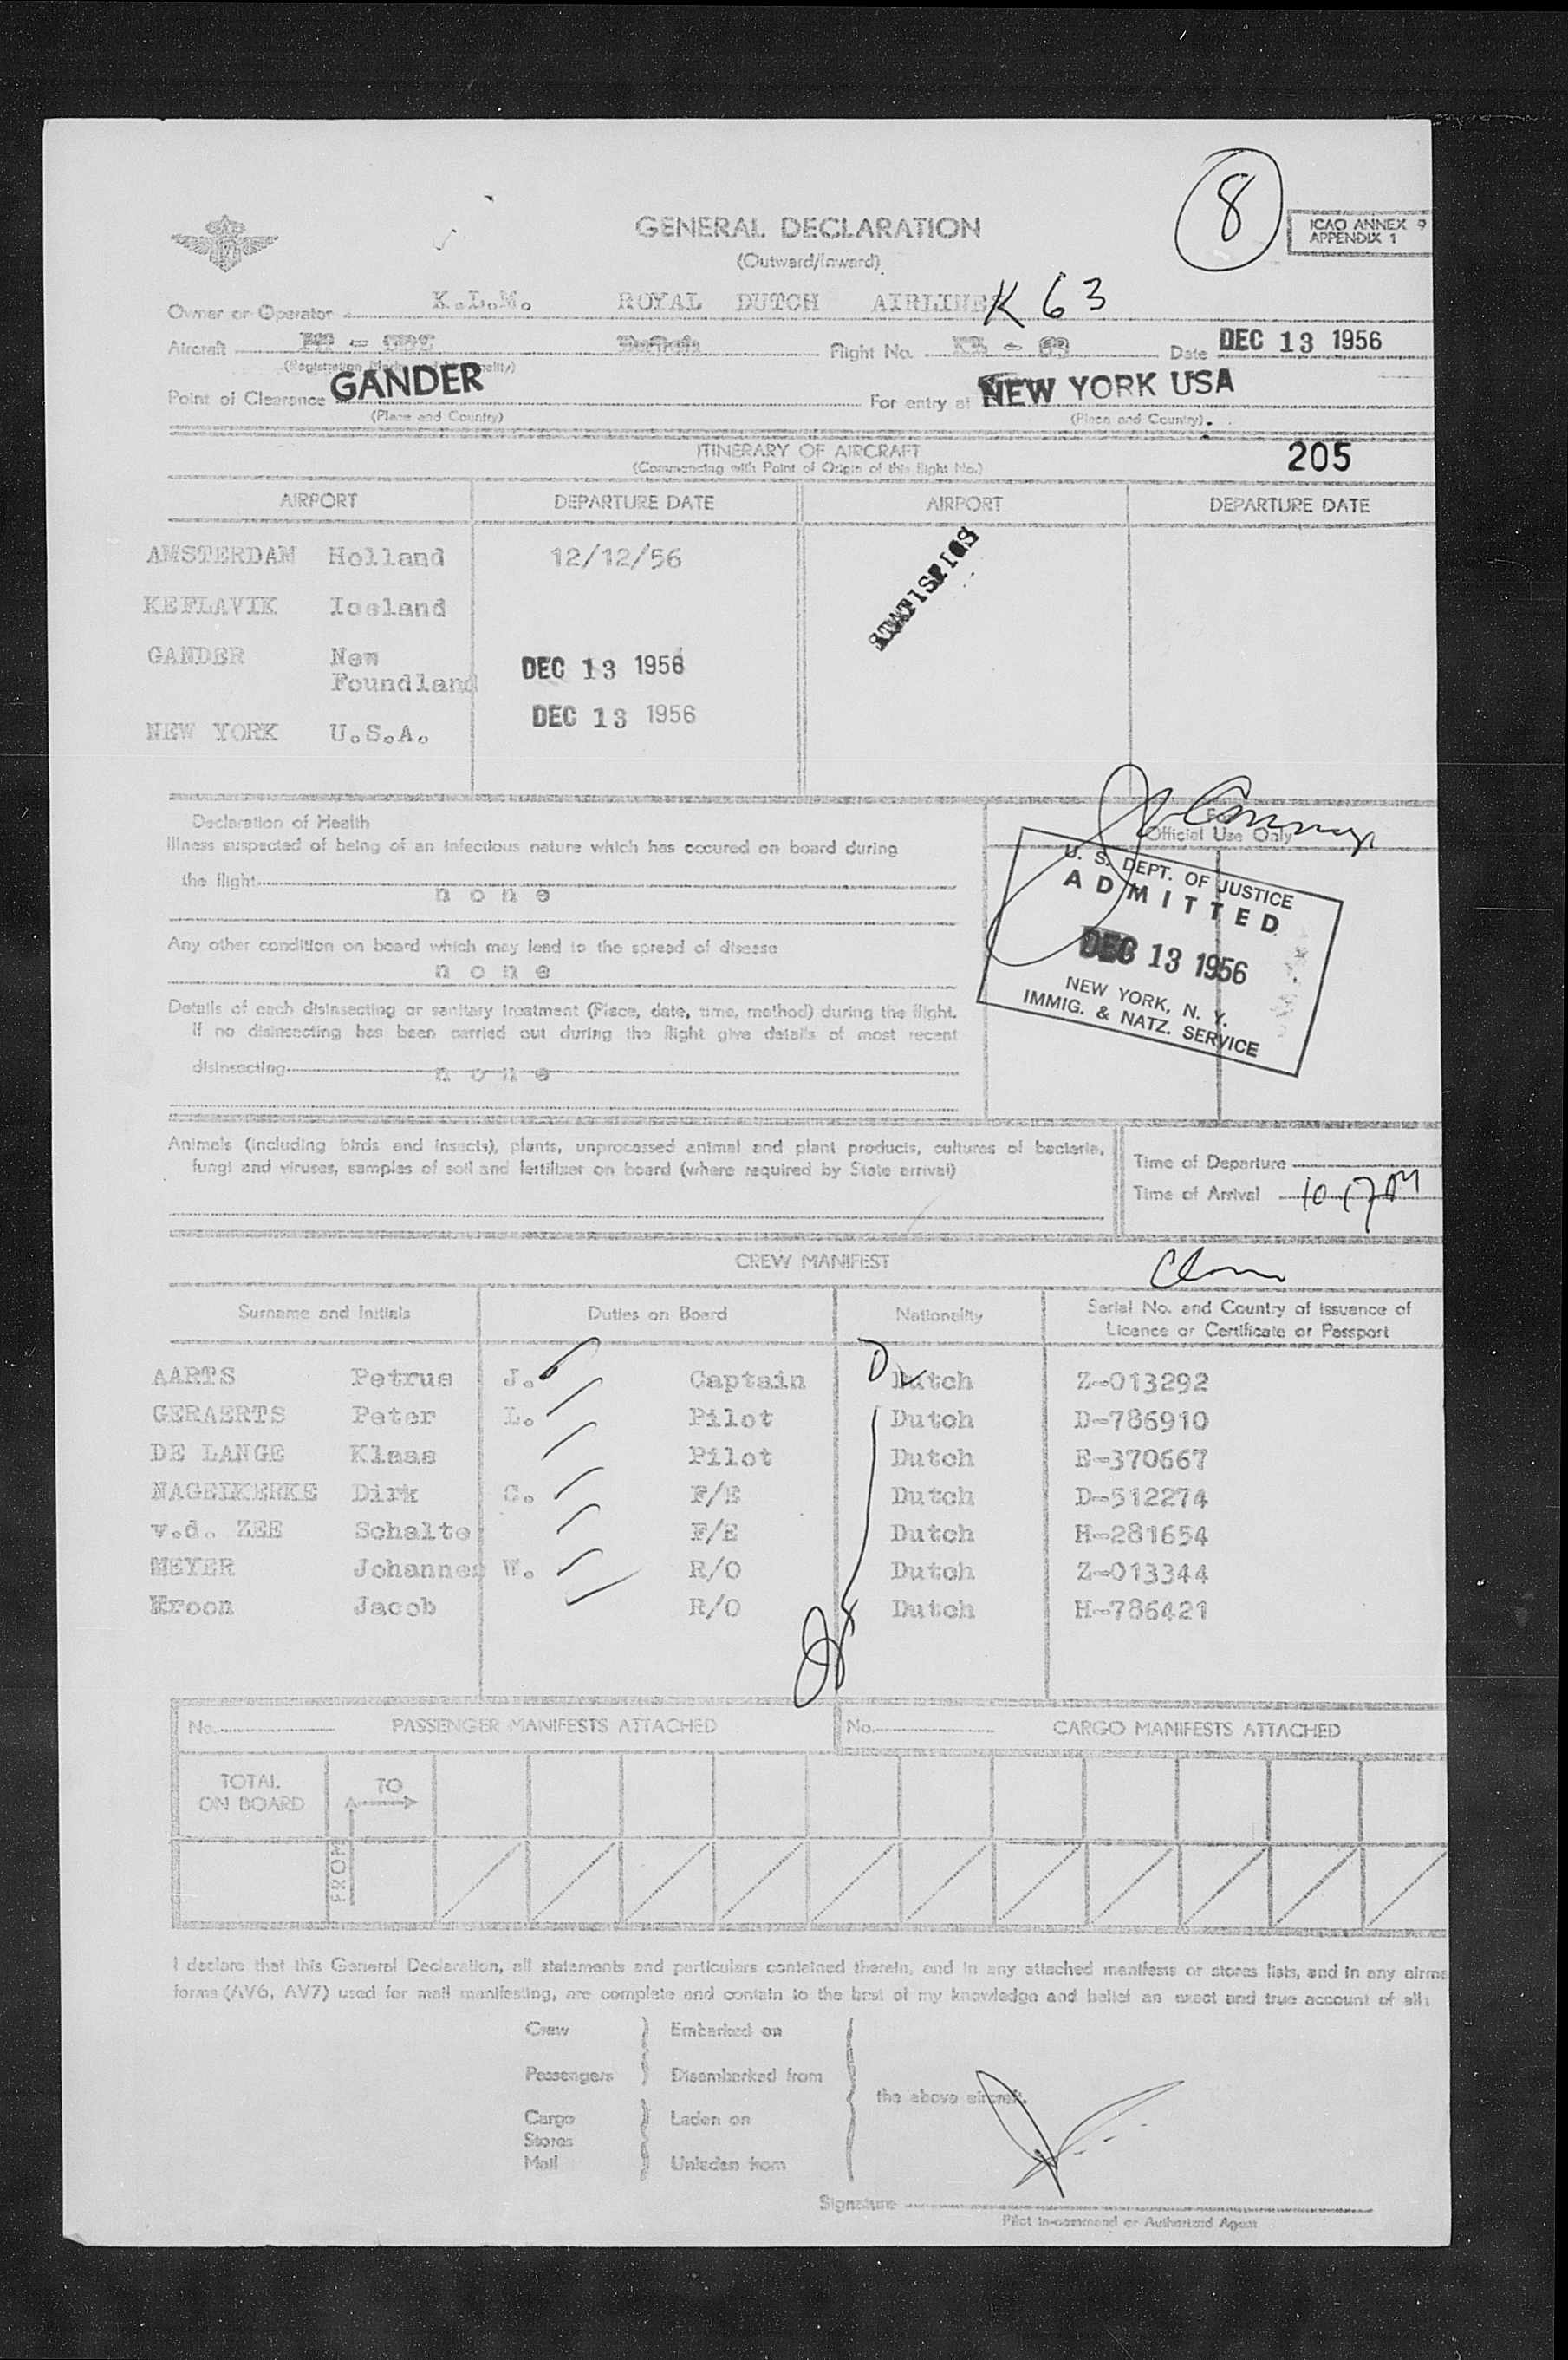 8
ICAO ANNEX 9
APPENDIX 1
GENERAL DECLARATION
(Outward/Inward)
Owner or Operator K.L.M. ROYAL DUTCH AIRLINES K 63
Aircraft PH - Dutch Flight No. KL - 63 Date DEC 13 1956
(Registration Marks and Nationality)
Point of Clearance GANDER For entry at NEW YORK USA
(Place and Country) (Place and Country)
ITINERARY OF AIRCRAFT 205
(Commencing with Point of Origin of this flight No.)
AIRPORT DEPARTURE DATE AIRPORT DEPARTURE DATE
STATISTICS
AMSTERDAM Holland 12/12/56
KEFLAVIK Iceland
GANDER New
Foundland DEC 13 1956
NEW YORK U.S.A. DEC 13 1956
Declaration of Health
Illness suspected of being of an infectious nature which has occured on board during
the flight
none
Any other condition on board which may lead to the spread of disease
none
Details of each disinsecting or sanitary treatment (Place, date, time, method) during the flight.
if no disinsecting has been carried out during the flight give details of most recent
disinsecting none
For
Official Use Only
U. S. DEPT. OF JUSTICE
ADMITTED
DEC 13 1956
NEW YORK, N. Y.
IMMIG. & NATZ. SERVICE
Animals (including birds and insects), plants, unprocessed animal and plant products, cultures of bacteria,
fungi and viruses, samples of soil and fertilizer on board (where required by State arrival)
Time of Departure
Time of Arrival
CREW MANIFEST
Surname and Initials Duties on Board Nationality Serial No. and Country of issuance of
Licence or Certificate or Passport
AARTS Petrus J. Captain Dutch Z-013292
GERAERTS Peter L. Pilot Dutch D-786910
DE LANGE Klaas Pilot Dutch E-370667
NAGELKERKE Dirk C. F/E Dutch D-512274
v.d. ZEE Schalte F/E Dutch H-281654
MEYER Johannes W. R/O Dutch Z-013344
Kroon Jacob R/O Dutch H-786421
No. PASSENGER MANIFESTS ATTACHED No. CARGO MANIFESTS ATTACHED
TOTAL
ON BOARD
TO
FROM
I declare that this General Declaration, all statements and particulars contained therein, and in any attached manifests or stores lists, and in any airma
forms (AV6, AV7) used for mail manifesting, are complete and contain to the best of my knowledge and belief an exact and true account of all:
Crew Embarked on
Passengers Disembarked from
the above aircraft.
Cargo Laden on
Stores
Mail Unladen from
Signature
Pilot in-command or Authorized Agent